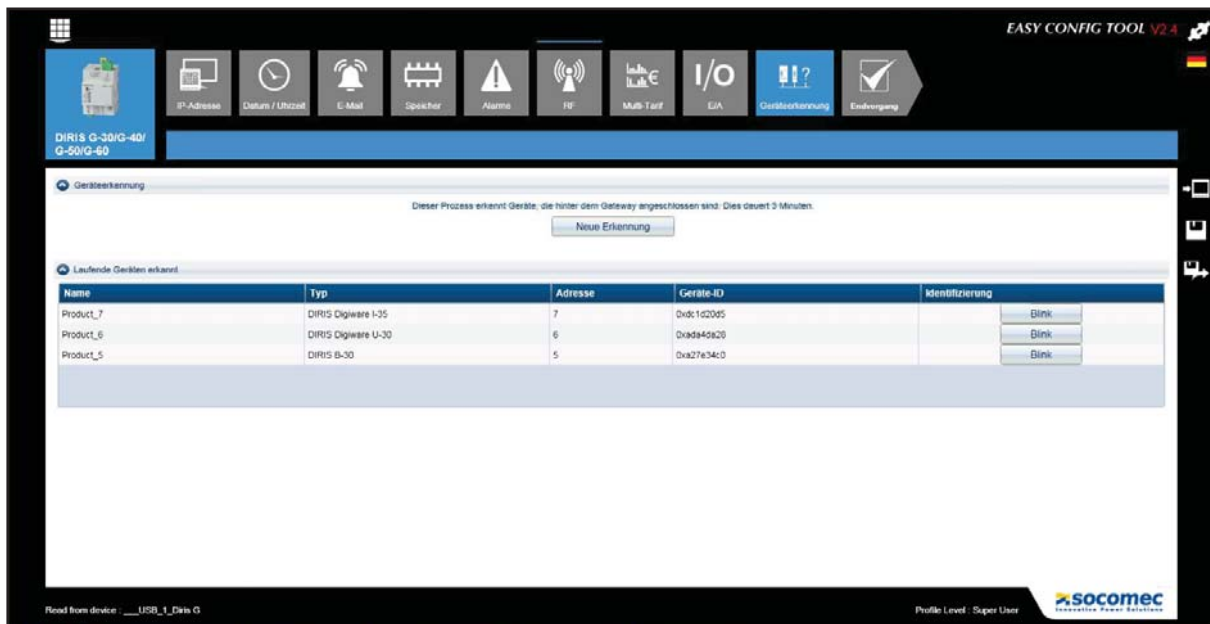 EASY CONFIG TOOL V2.4
IP-Adresse
Datum / Uhrzeit
E-Mail
Speicher
Alarme
RF
Multi-Tarif
I/O
E/A
Geräteerkennung
Endvorgang
DIRIS G-30/G-40/
G-50/G-60
Geräteerkennung
Dieser Prozess erkennt Geräte, die hinter dem Gateway angeschlossen sind: Dies dauert 3 Minuten.
Neue Erkennung
Laufende Geräten erkannt
Name Typ Adresse Geräte-ID Identifizierung
Product_7 DIRIS Digiware I-35 7 0xdc1d20d5 Blink
Product_6 DIRIS Digiware U-30 6 0xada4da26 Blink
Product_5 DIRIS B-30 5 0xa27e34c0 Blink
Read from device : ___USB_1_Diris G
Profile Level : Super User
socomec
Innovative Power Solutions